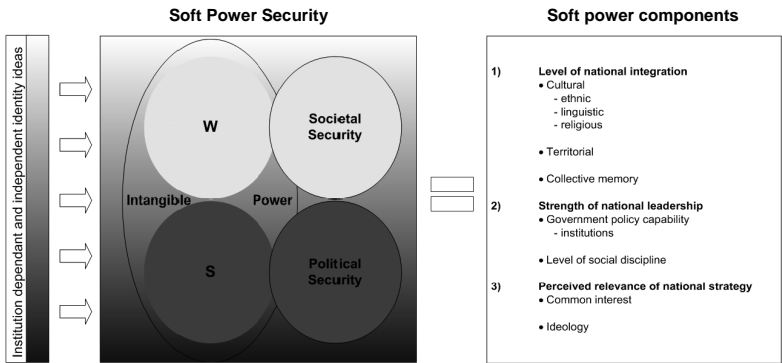 Soft Power Security
Soft power components
Institution dependant and independent identity ideas
W
Societal
Security
Intangible
Power
S
Political
Security
1) Level of national integration
• Cultural
- ethnic
- linguistic
- religious
• Territorial
• Collective memory
2) Strength of national leadership
• Government policy capability
- institutions
• Level of social discipline
3) Perceived relevance of national strategy
• Common interest
• Ideology